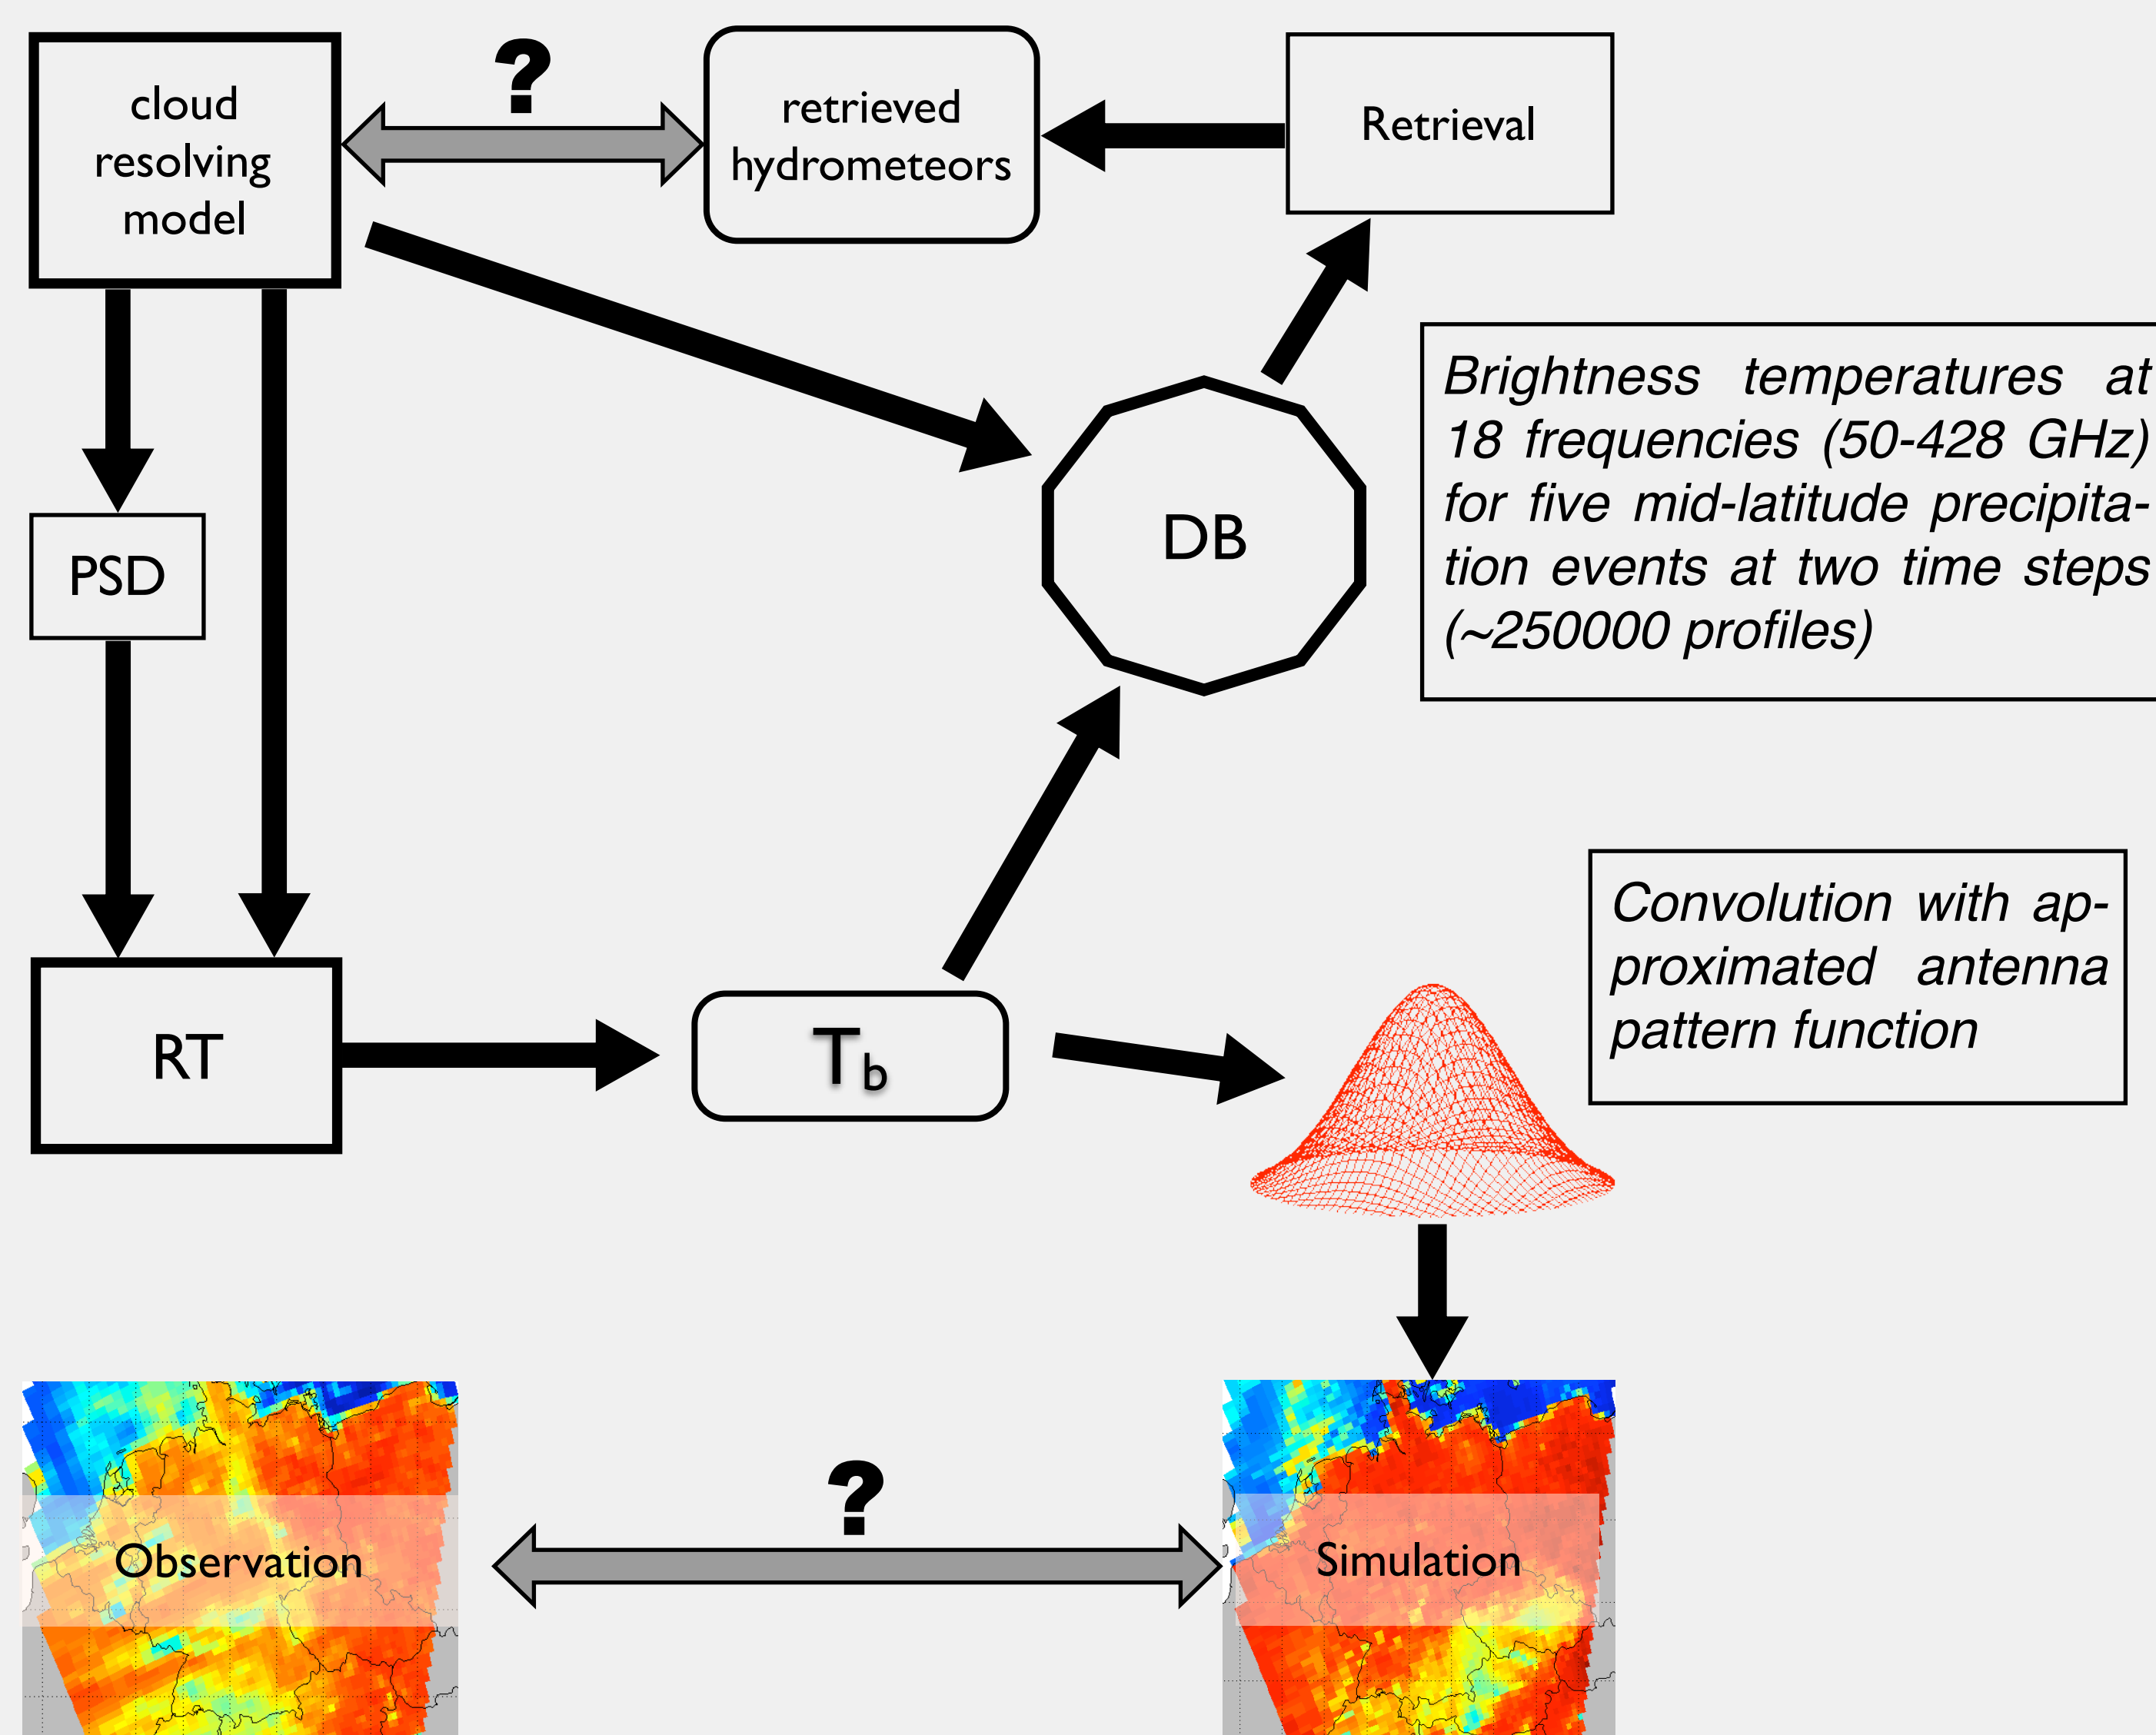 cloud
resolving
model
?
retrieved
hydrometeors
Retrieval
Brightness temperatures at
18 frequencies (50-428 GHz)
for five mid-latitude precipita-
tion events at two time steps
(~250000 profiles)
PSD
DB
Convolution with ap-
proximated antenna
pattern function
RT
Tb
?
Observation
Simulation